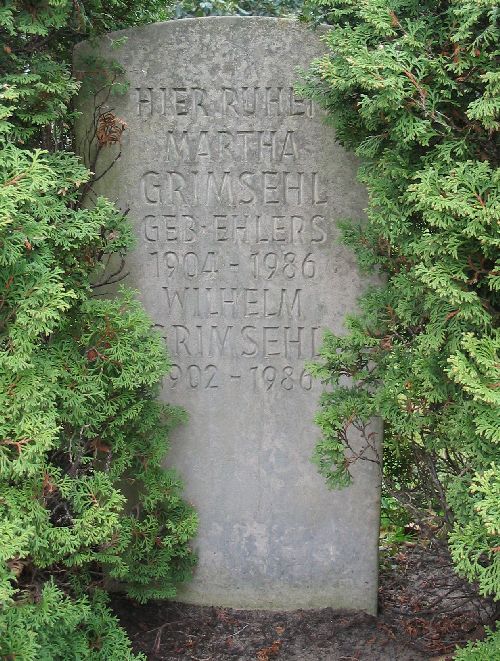 HIER RUHEN
MARTHA
GRIMSEHL
GEB·EHLERS
1904 - 1986
WILHELM
GRIMSEHL
1902 - 1986